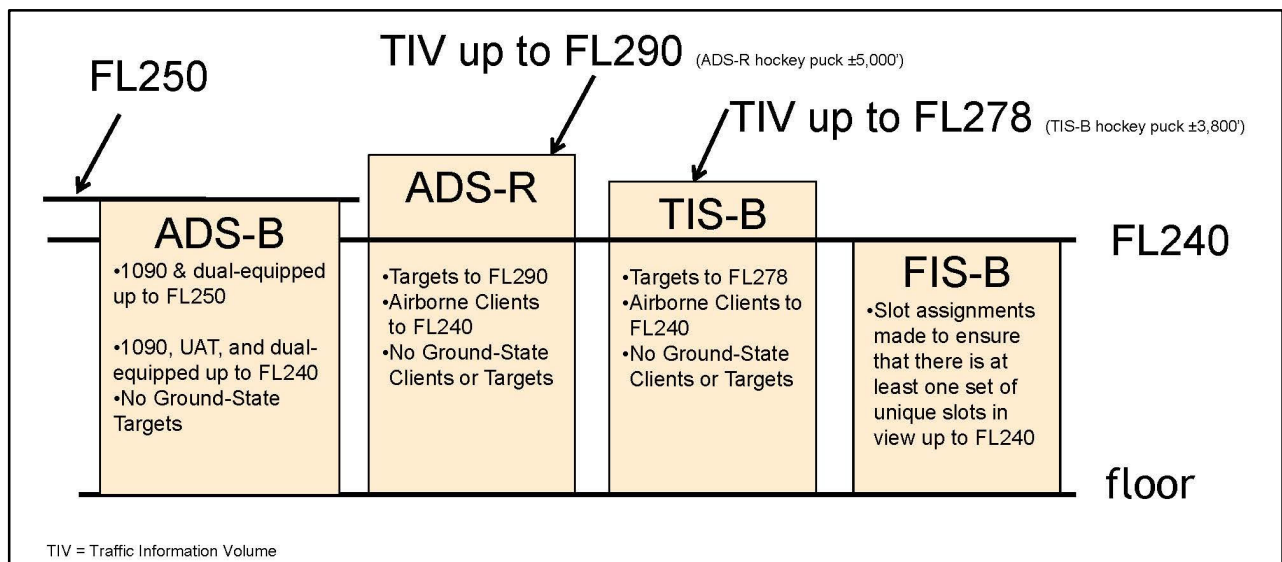 TIV up to FL290 (ADS-R hockey puck ±5,000')
FL250
TIV up to FL278 (TIS-B hockey puck ±3,800')
ADS-R
TIS-B
ADS-B
FL240
•1090 & dual-equipped
up to FL250
•1090, UAT, and dual-
equipped up to FL240
•No Ground-State
Targets
•Targets to FL290
•Airborne Clients
to FL240
•No Ground-State
Clients or Targets
•Targets to FL278
•Airborne Clients to
FL240
•No Ground-State
Clients or Targets
FIS-B
•Slot assignments
made to ensure
that there is at
least one set of
unique slots in
view up to FL240
floor
TIV = Traffic Information Volume